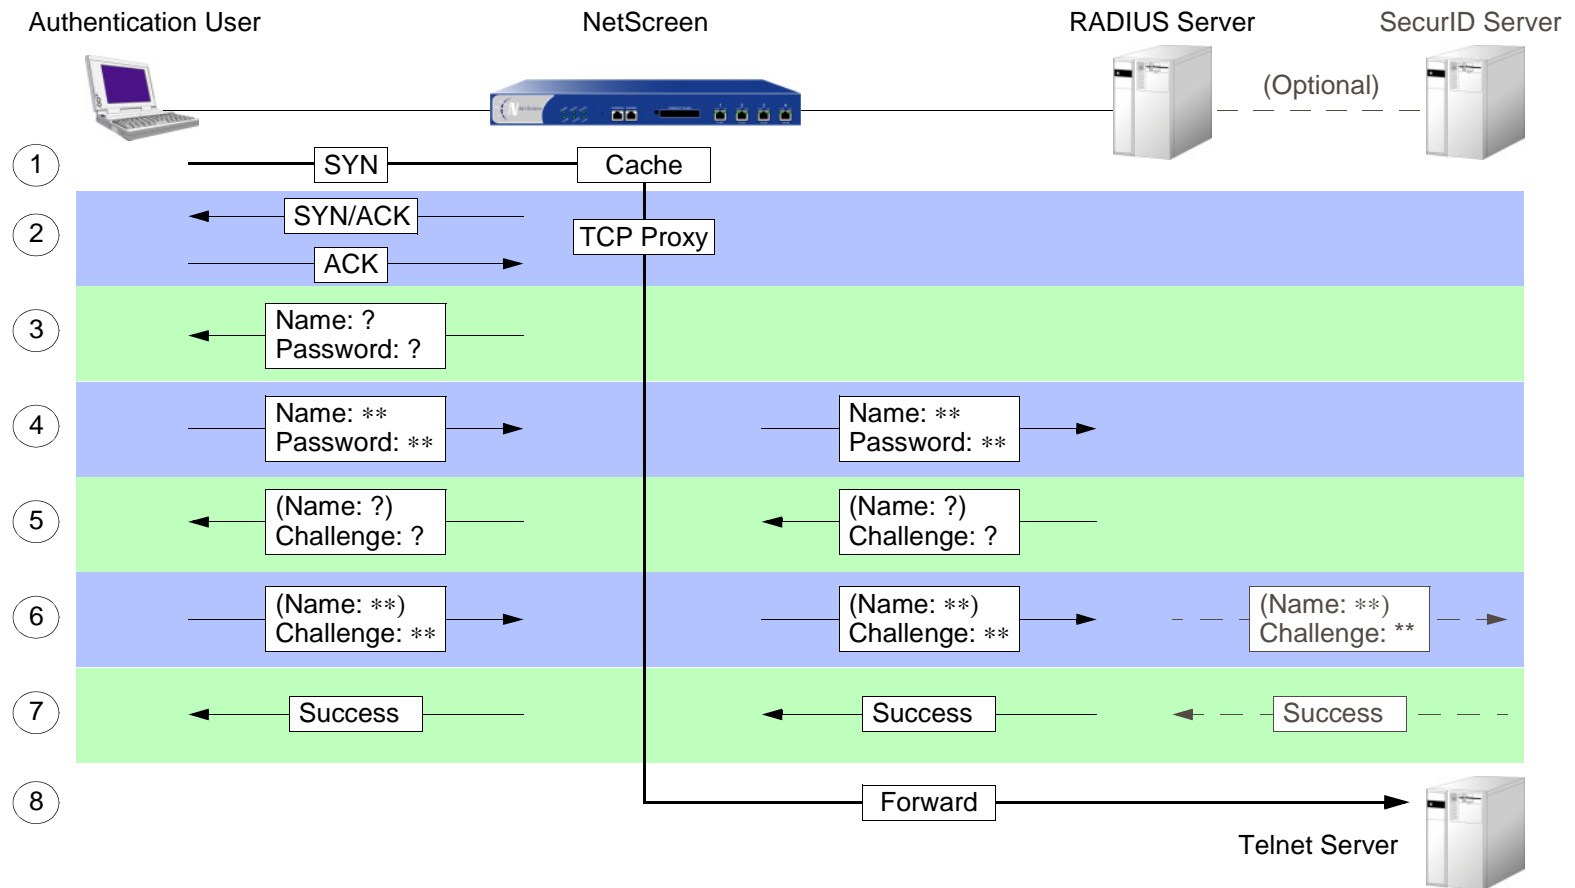 Authentication User
NetScreen
RADIUS Server
SecurID Server
(Optional)
1
SYN
Cache
2
SYN/ACK
TCP Proxy
ACK
3
Name: ?
Password: ?
4
Name: **
Password: **
Name: **
Password: **
5
(Name: ?)
Challenge: ?
(Name: ?)
Challenge: ?
6
(Name: **)
Challenge: **
(Name: **)
Challenge: **
(Name: **)
Challenge: **
7
Success
Success
Success
8
Forward
Telnet Server